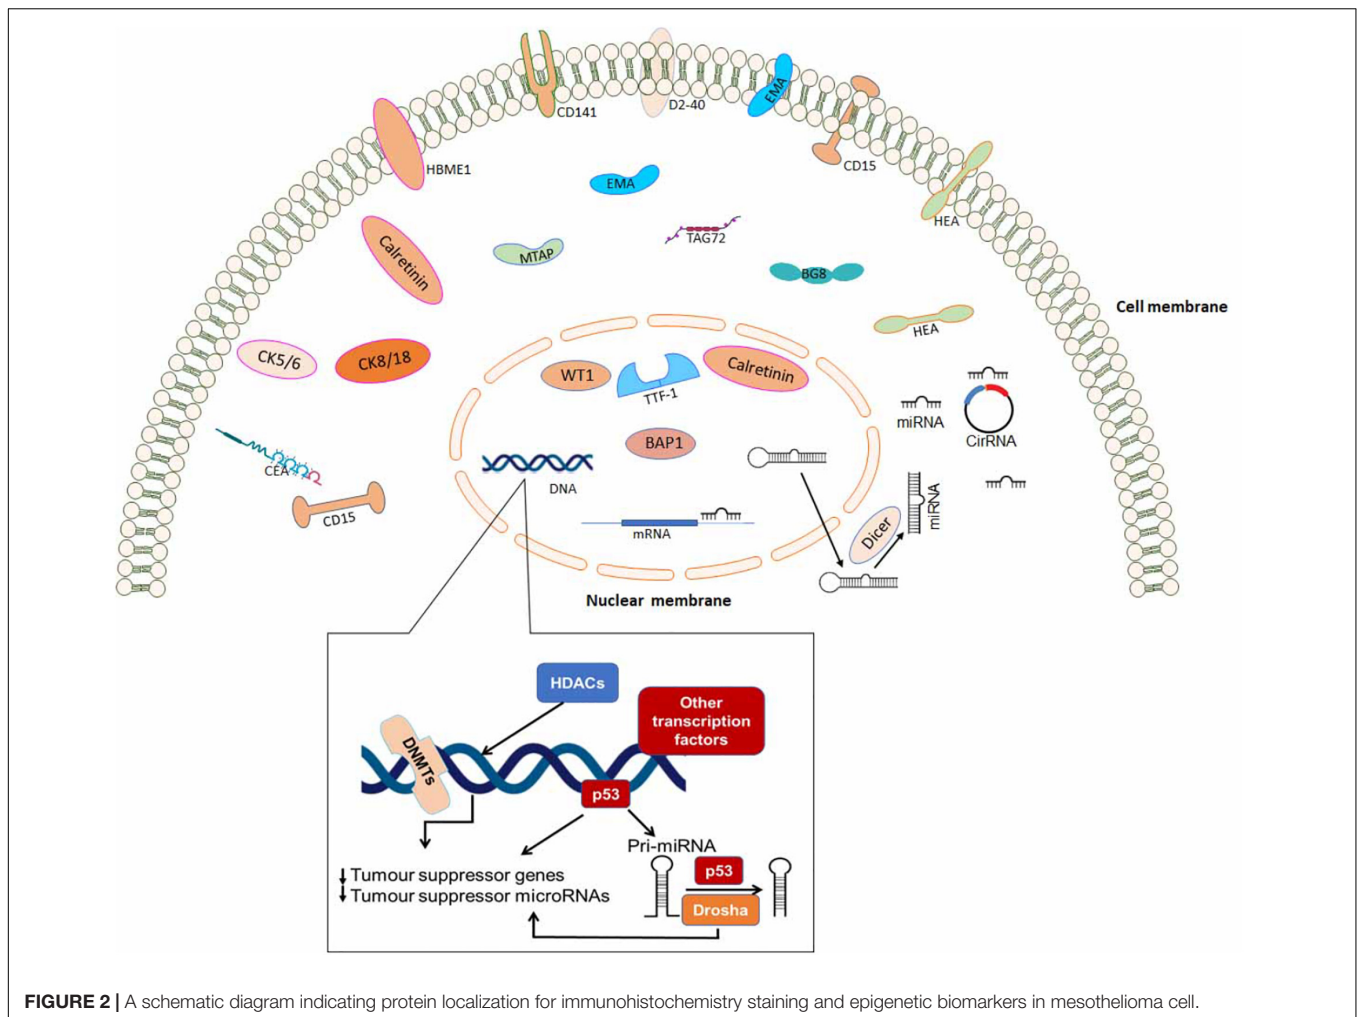 CD141
D2-40
EMA
CD15
HBME1
HEA
EMA
TAG72
Calretinin
MTAP
BG8
Cell membrane
HEA
CK5/6
CK8/18
WT1
TTF-1
Calretinin
miRNA
CirRNA
BAP1
CEA
DNA
CD15
mRNA
Dicer
miRNA
Nuclear membrane
HDACs
Other
transcription
factors
DNMTs
p53
Pri-miRNA
Tumour suppressor genes
Tumour suppressor microRNAs
p53
Drosha
FIGURE 2 | A schematic diagram indicating protein localization for immunohistochemistry staining and epigenetic biomarkers in mesothelioma cell.